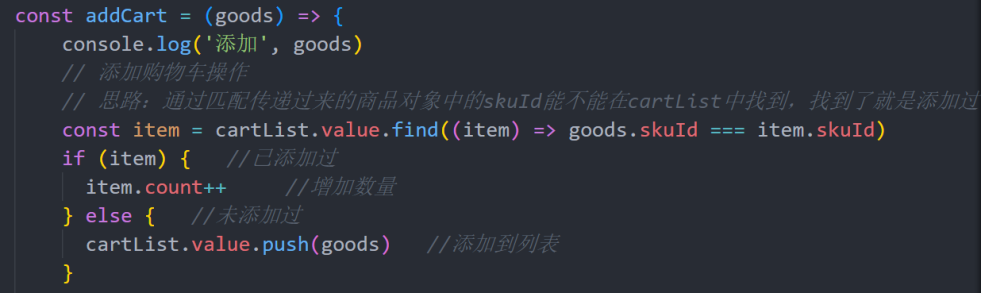 const addCart = (goods) => {
console.log('添加', goods)
// 添加购物车操作
// 思路：通过匹配传递过来的商品对象中的skuId能不能在cartList中找到，找到了就是添加过
const item = cartList.value.find((item) => goods.skuId === item.skuId)
if (item) { //已添加过
item.count++ //增加数量
} else { //未添加过
cartList.value.push(goods) //添加到列表
}